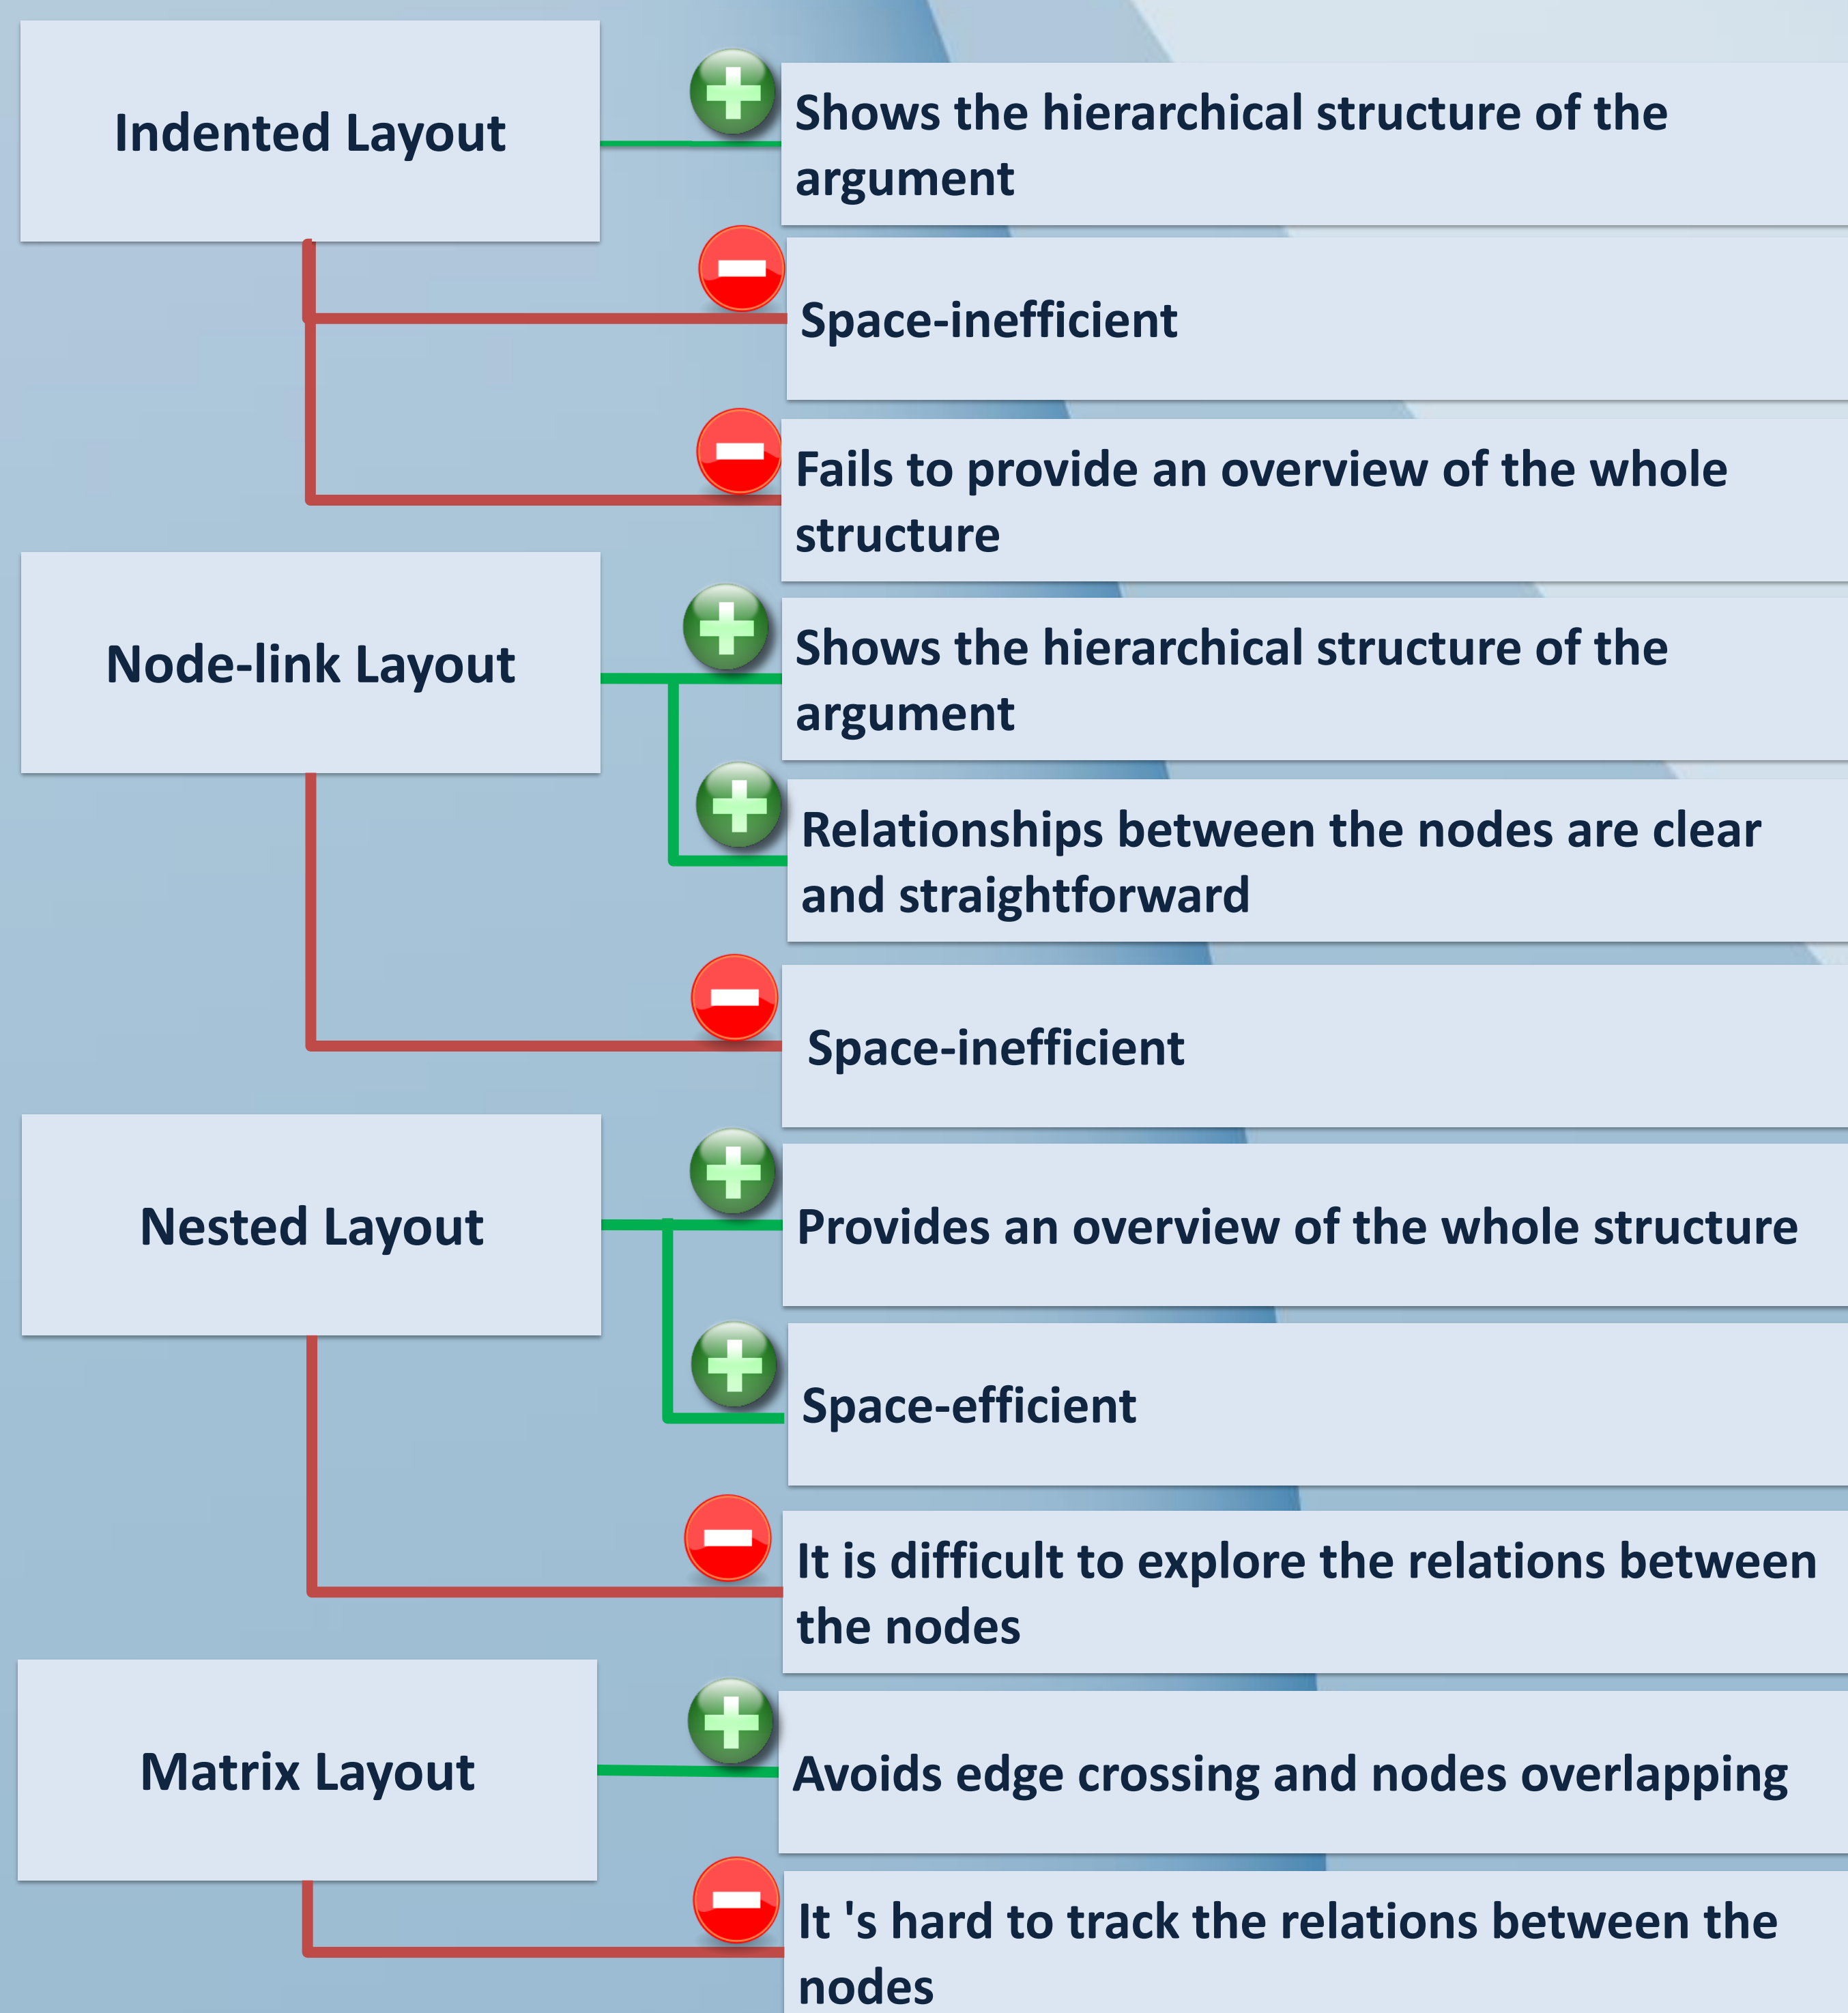 Indented Layout
Shows the hierarchical structure of the
argument
Space-inefficient
Fails to provide an overview of the whole
structure
Node-link Layout
Shows the hierarchical structure of the
argument
Relationships between the nodes are clear
and straightforward
Space-inefficient
Nested Layout
Provides an overview of the whole structure
Space-efficient
It is difficult to explore the relations between
the nodes
Matrix Layout
Avoids edge crossing and nodes overlapping
It 's hard to track the relations between the
nodes